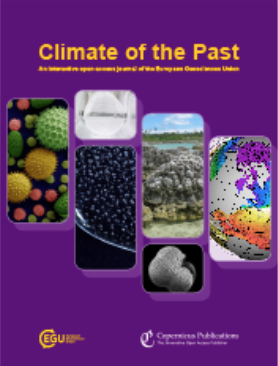 Climate of the Past
An interactive open-access journal of the European Geosciences Union
EGU
Copernicus Publications
The Innovative Open Access Publisher